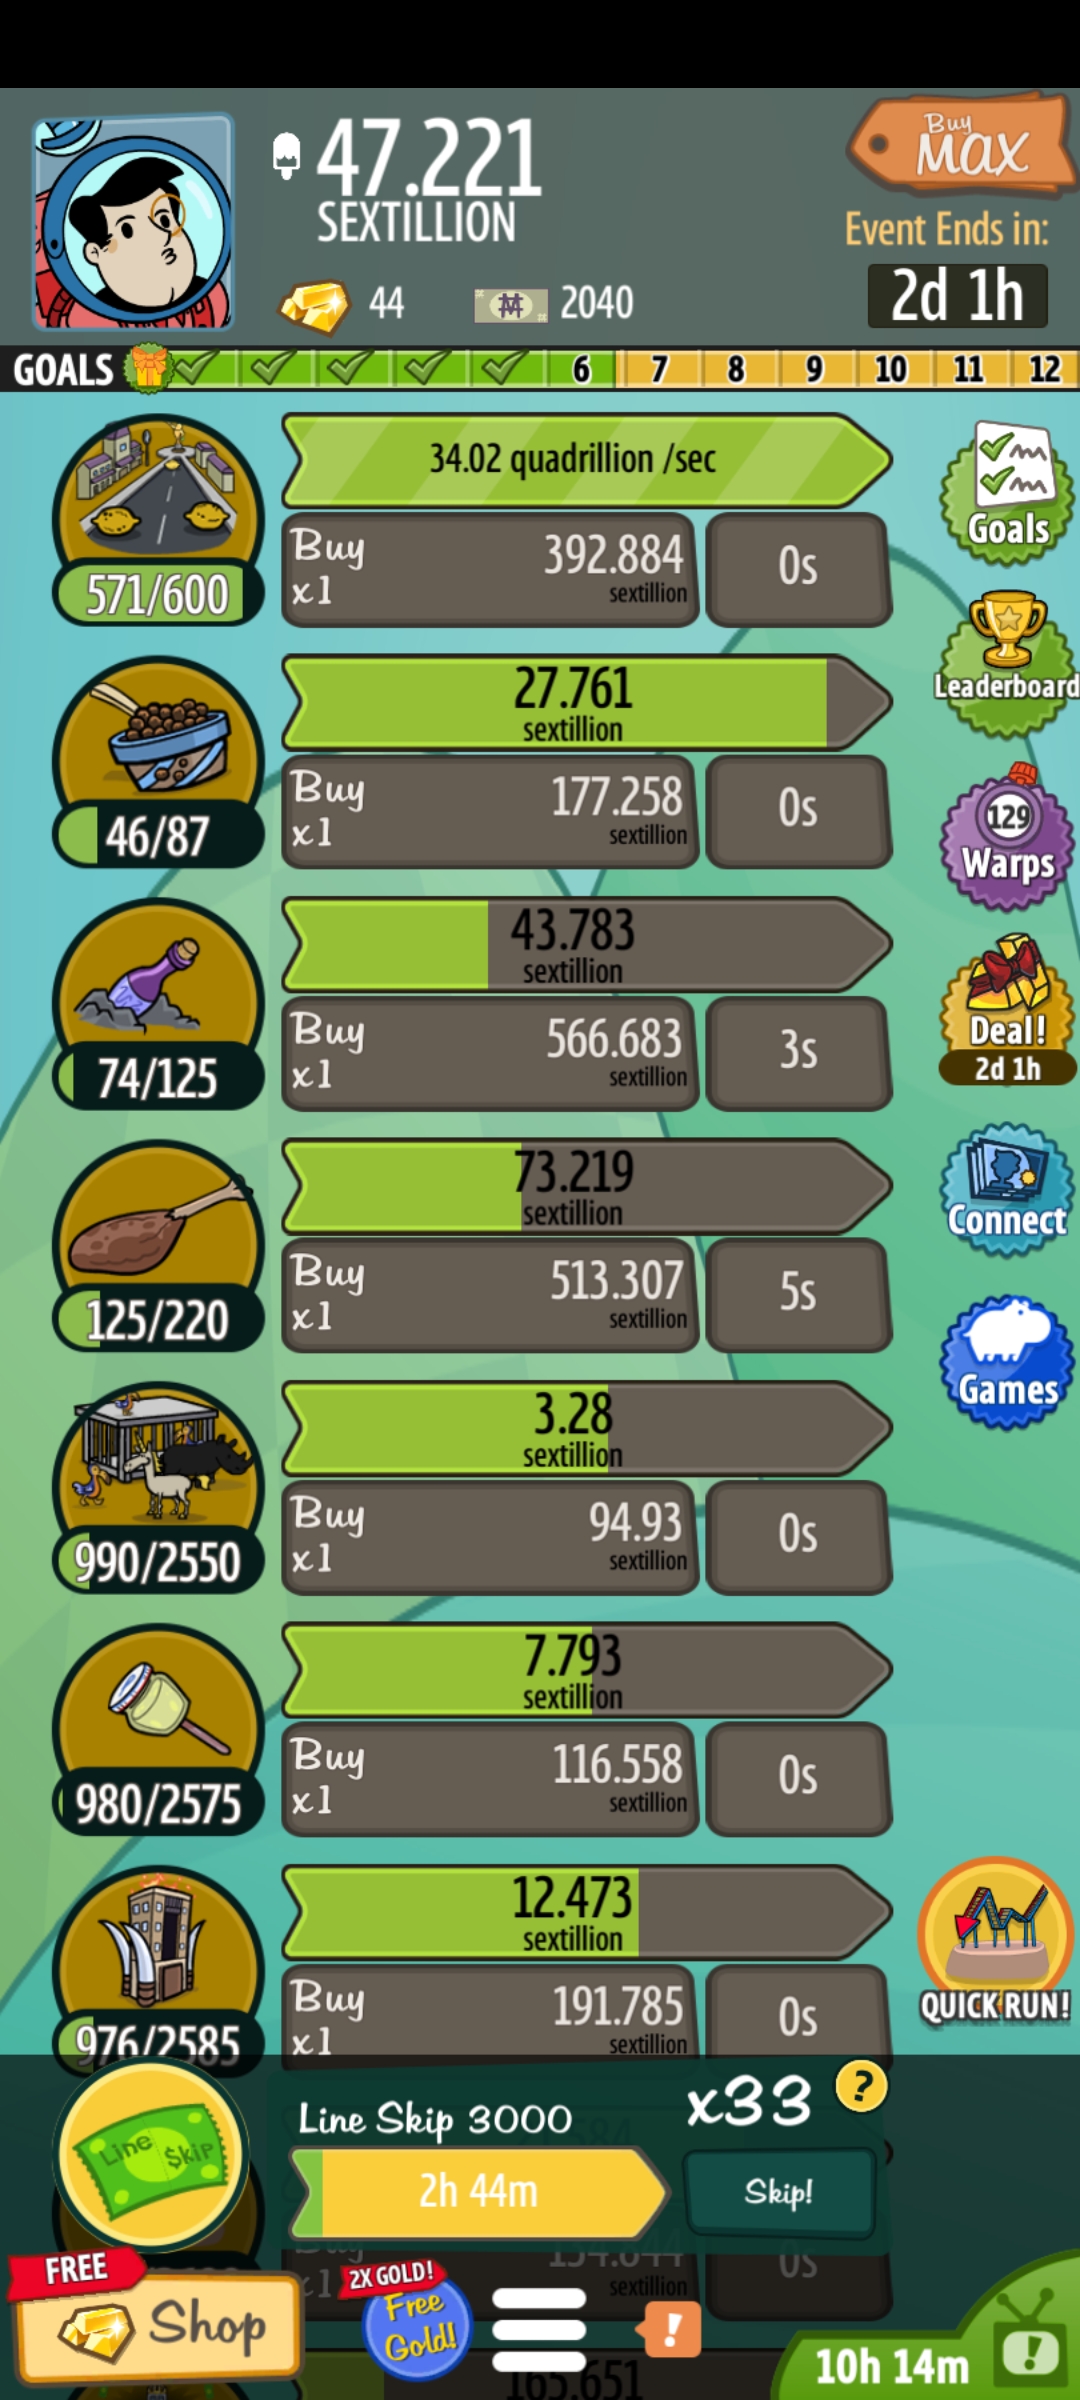 47.221
SEXTILLION
Buy
MAX
Event Ends in:
2d 1h
44
2040
GOALS 6 7 8 9 10 11 12
34.02 quadrillion /sec
Buy
x1
392.884
sextillion
0s
571/600
Goals
27.761
sextillion
Buy
x1
177.258
sextillion
0s
46/87
Leaderboard
43.783
sextillion
Buy
x1
566.683
sextillion
3s
74/125
129
Warps
Deal!
2d 1h
73.219
sextillion
Buy
x1
513.307
sextillion
5s
125/220
Connect
3.28
sextillion
Buy
x1
94.93
sextillion
0s
990/2550
Games
7.793
sextillion
Buy
x1
116.558
sextillion
0s
980/2575
12.473
sextillion
Buy
x1
191.785
sextillion
0s
976/2585
QUICK RUN!
Line Skip
Line Skip 3000
x33
?
2h 44m
Skip!
Buy
x1
sextillion
0s
FREE
Shop
2X GOLD!
Free
Gold!
!
165.651
10h 14m
!